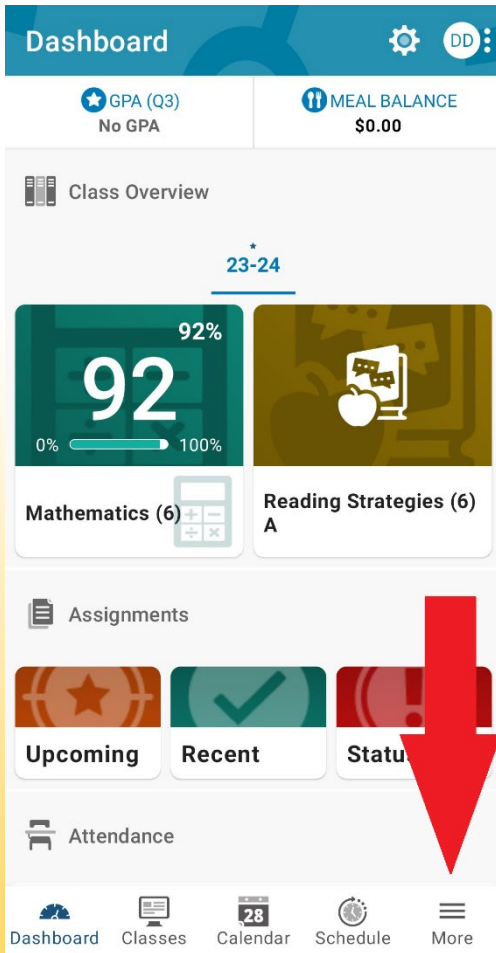 Dashboard
DD
GPA (Q3)
No GPA
MEAL BALANCE
$0.00
Class Overview
23-24
92%
92
0%
100%
Mathematics (6)
Reading Strategies (6)
A
Assignments
Upcoming
Recent
Attendance
28
Dashboard
Classes
Calendar
Schedule
More